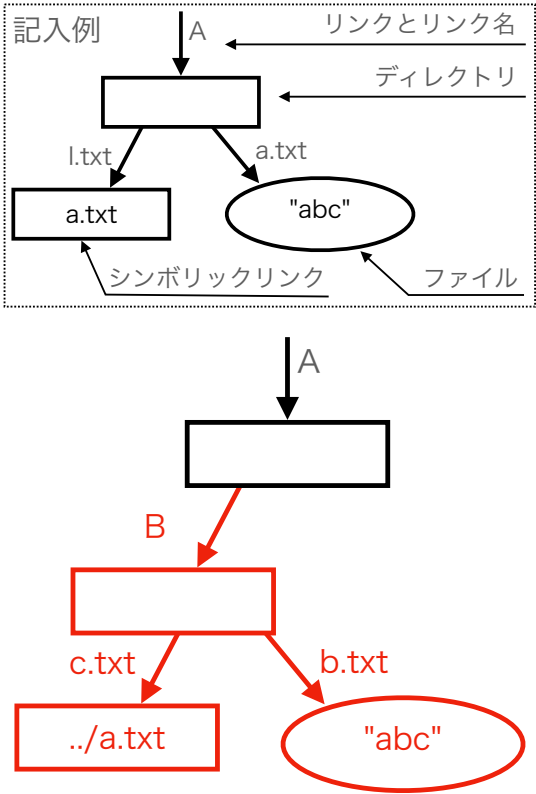 記入例
A
リンクとリンク名
ディレクトリ
l.txt
a.txt
a.txt
"abc"
シンボリックリンク
ファイル
A
B
c.txt
b.txt
../a.txt
"abc"